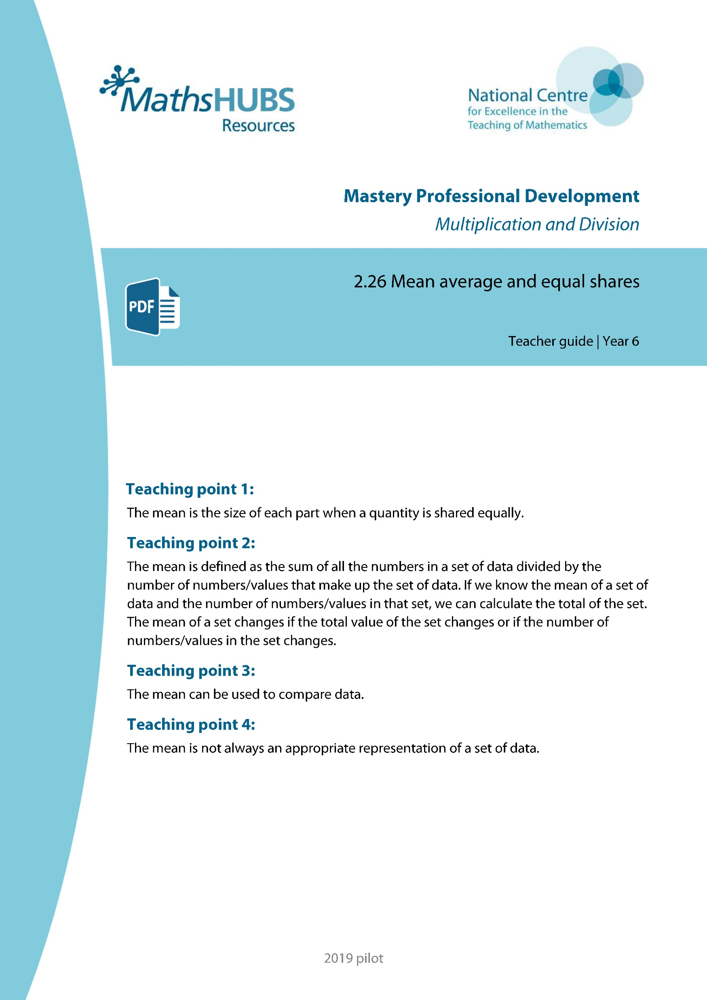 MathsHUBS
Resources
National Centre
for Excellence in the
Teaching of Mathematics
Mastery Professional Development
Multiplication and Division
2.26 Mean average and equal shares
PDF
Teacher guide | Year 6
Teaching point 1:
The mean is the size of each part when a quantity is shared equally.
Teaching point 2:
The mean is defined as the sum of all the numbers in a set of data divided by the
number of numbers/values that make up the set of data. If we know the mean of a set of
data and the number of numbers/values in that set, we can calculate the total of the set.
The mean of a set changes if the total value of the set changes or if the number of
numbers/values in the set changes.
Teaching point 3:
The mean can be used to compare data.
Teaching point 4:
The mean is not always an appropriate representation of a set of data.
2019 pilot